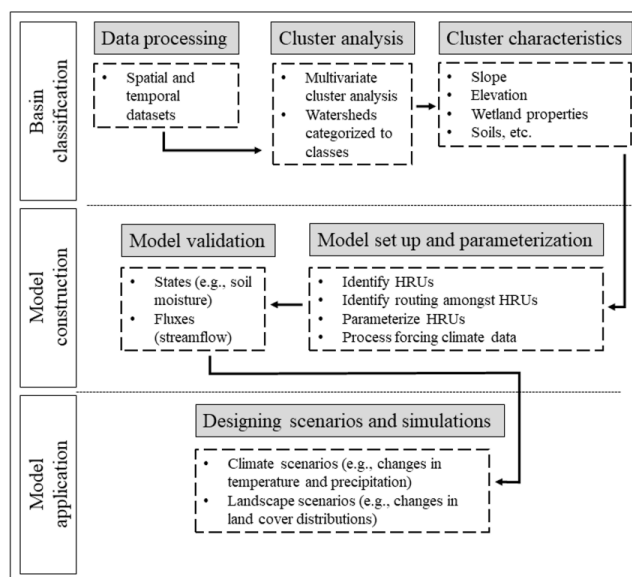 Basin
classification
Data processing
• Spatial and
temporal
datasets
Cluster analysis
• Multivariate
cluster analysis
• Watersheds
categorized to
classes
Cluster characteristics
• Slope
• Elevation
• Wetland properties
• Soils, etc.
Model
construction
Model validation
• States (e.g., soil
moisture)
• Fluxes
(streamflow)
Model set up and parameterization
• Identify HRUs
• Identify routing amongst HRUs
• Parameterize HRUs
• Process forcing climate data
Model
application
Designing scenarios and simulations
• Climate scenarios (e.g., changes in
temperature and precipitation)
• Landscape scenarios (e.g., changes in
land cover distributions)